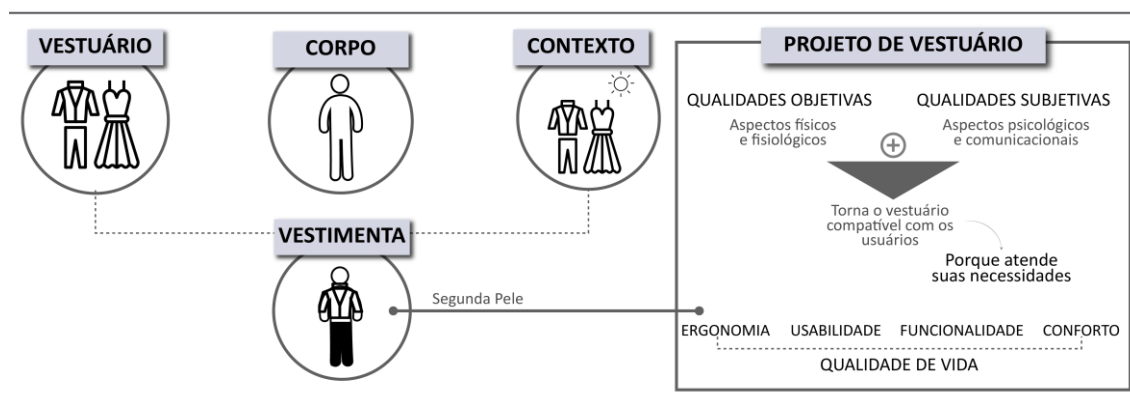 VESTUÁRIO
CORPO
CONTEXTO
VESTIMENTA
Segunda Pele
PROJETO DE VESTUÁRIO
QUALIDADES OBJETIVAS
Aspectos físicos
e fisiológicos
QUALIDADES SUBJETIVAS
Aspectos psicológicos
e comunicacionais
Torna o vestuário
compatível com os
usuários
Porque atende
suas necessidades
ERGONOMIA USABILIDADE FUNCIONALIDADE CONFORTO
QUALIDADE DE VIDA